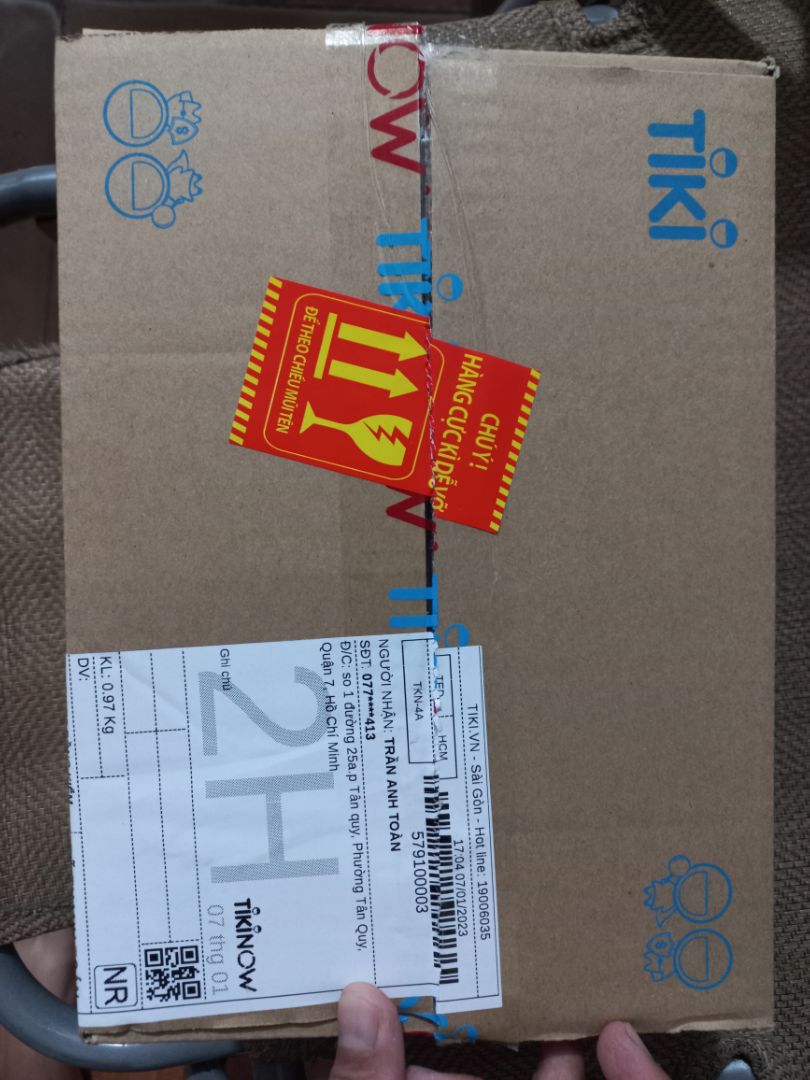 TiKi
OW.
TiKi
CHÚ Ý!
HÀNG CỰC KÌ DỄ VỠ
ĐỂ THEO CHIỀU MŨI TÊN
TIKI.VN - Sài Gòn - Hot line: 19006035
17:04 07/01/2023
HCM
TKN-4A
579100003
NGƯỜI NHẬN: TRẦN ANH TOÀN
SĐT: 077****413
Đ/C: so 1 đường 25a.p Tân quy, Phường Tân Quy,
Quận 7, Hồ Chí Minh
2H
TiKiNOW
07 thg 01
Ghi chú
KL: 0.97 Kg
DV:
NR